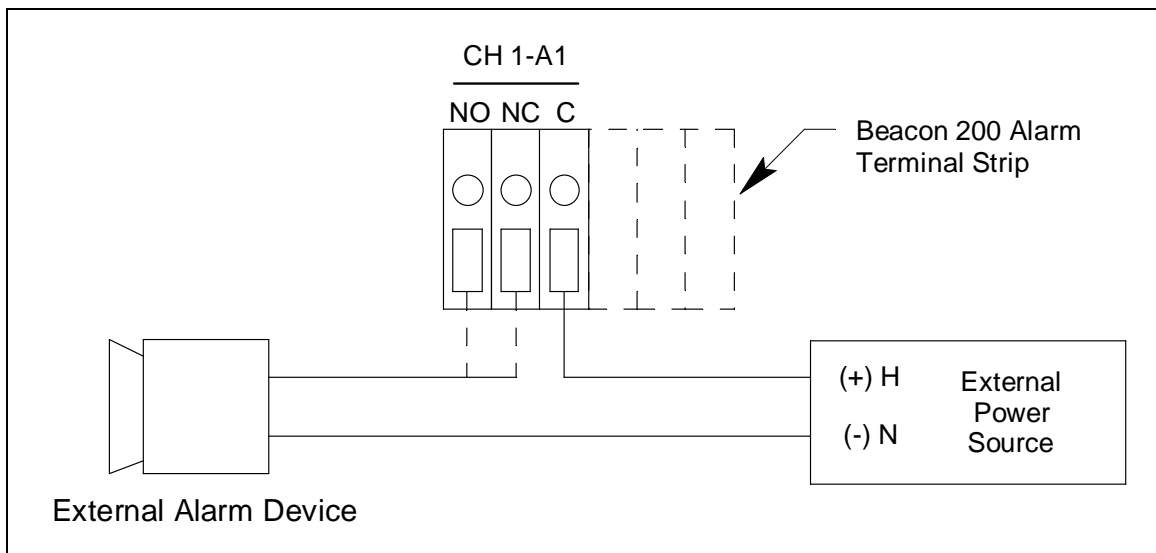 CH 1-A1
NO NC C
Beacon 200 Alarm
Terminal Strip
(+) H
(-) N
External
Power
Source
External Alarm Device